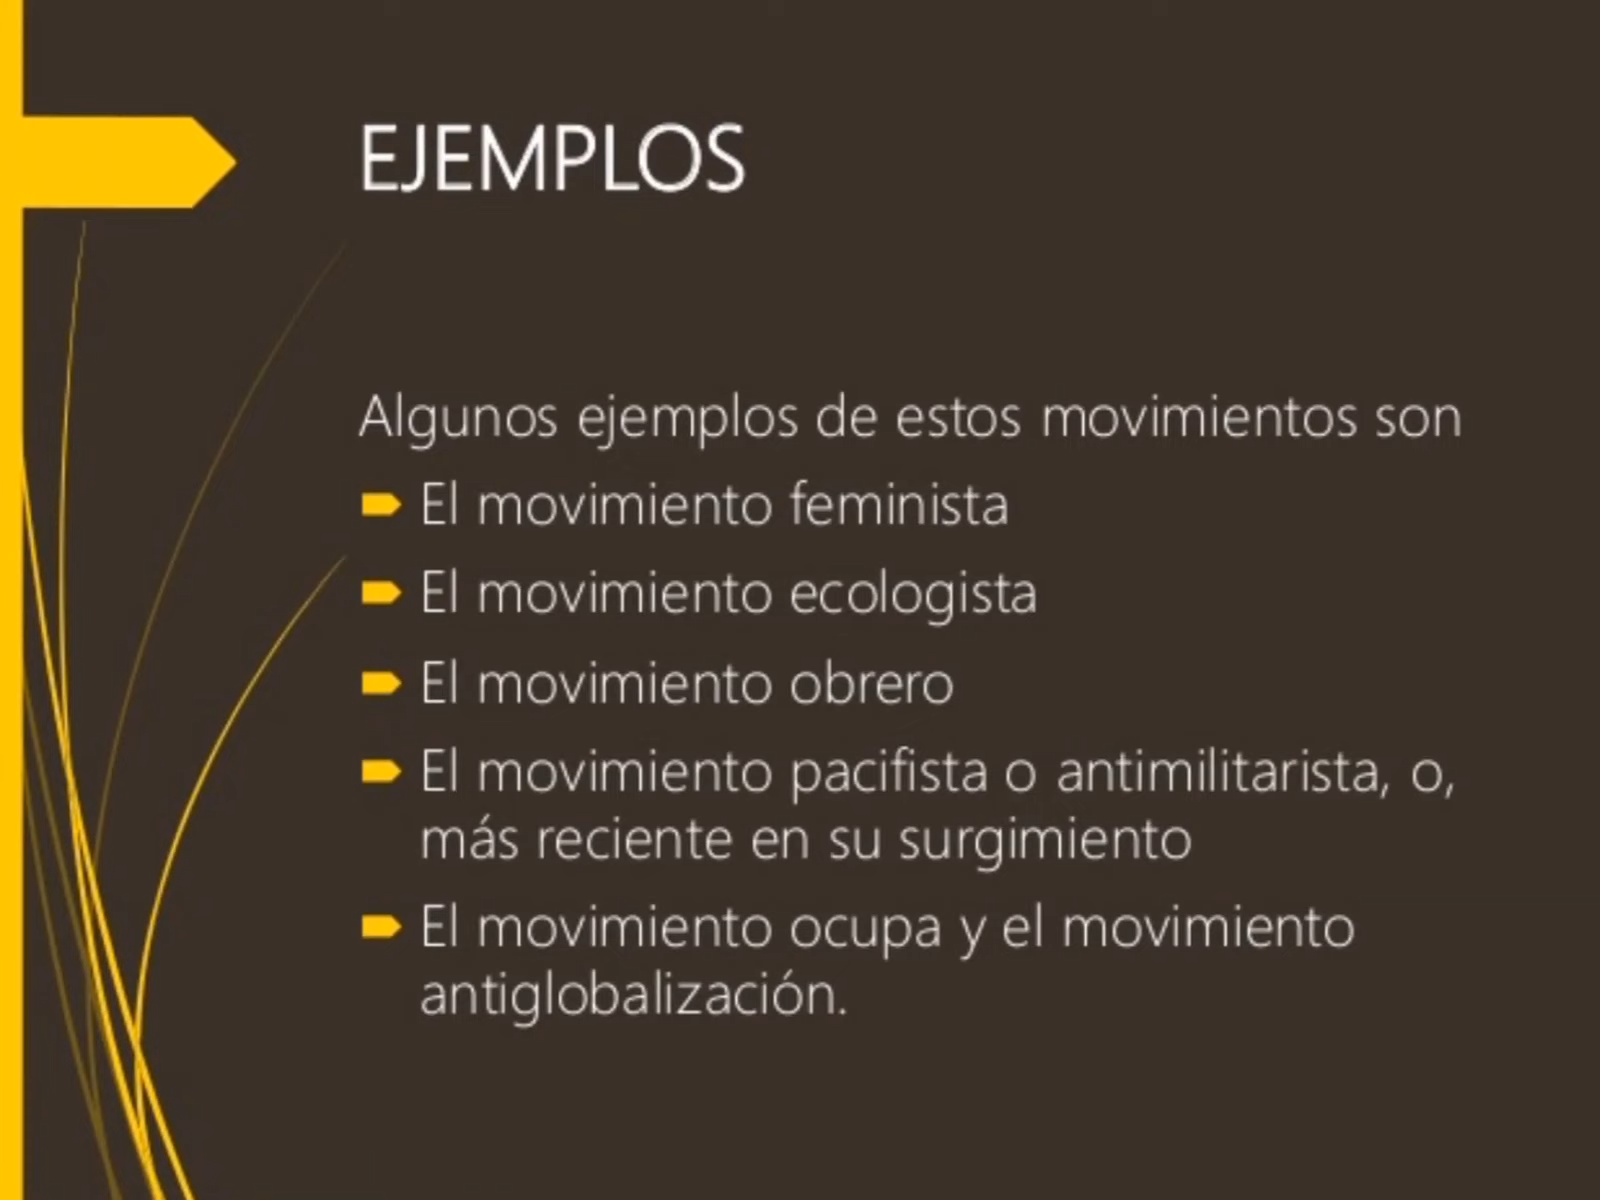 EJEMPLOS
Algunos ejemplos de estos movimientos son
El movimiento feminista
El movimiento ecologista
El movimiento obrero
El movimiento pacifista o antimilitarista, o,
más reciente en su surgimiento
El movimiento ocupa y el movimiento
antiglobalización.